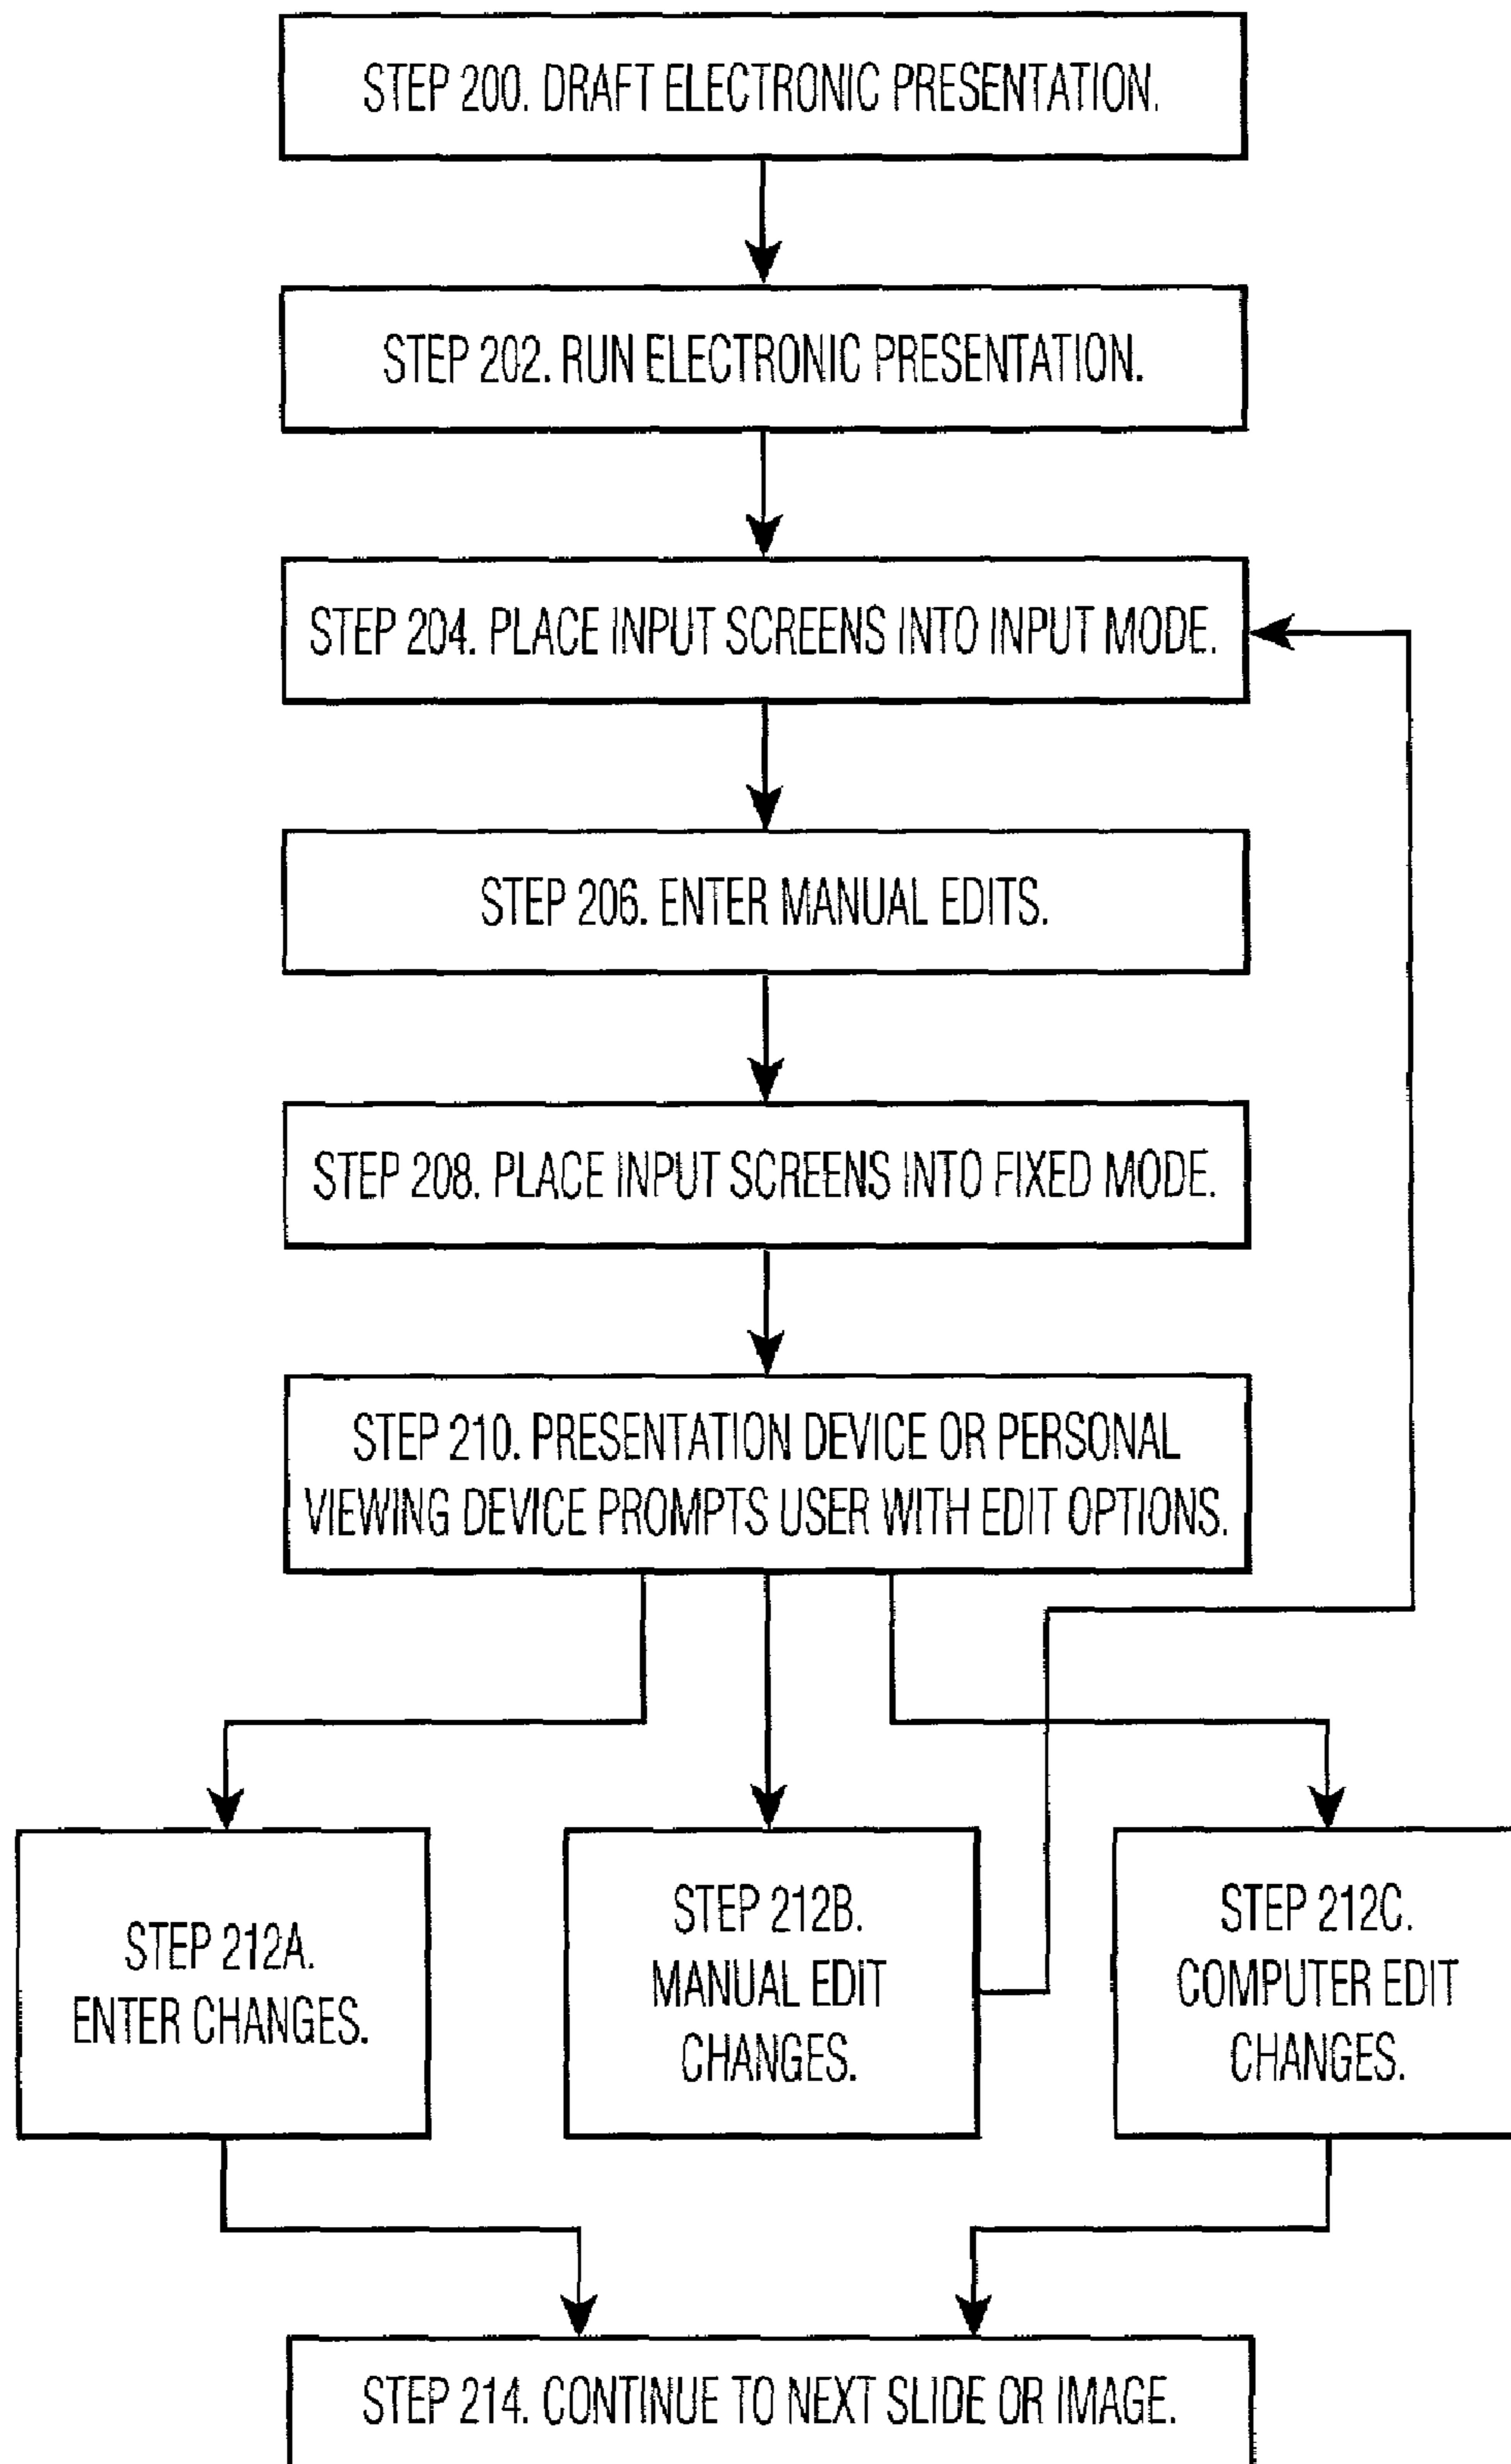 STEP 200. DRAFT ELECTRONIC PRESENTATION.
STEP 202. RUN ELECTRONIC PRESENTATION.
STEP 204. PLACE INPUT SCREENS INTO INPUT MODE.
STEP 206. ENTER MANUAL EDITS.
STEP 208. PLACE INPUT SCREENS INTO FIXED MODE.
STEP 210. PRESENTATION DEVICE OR PERSONAL
VIEWING DEVICE PROMPTS USER WITH EDIT OPTIONS.
STEP 212A.
ENTER CHANGES.
STEP 212B.
MANUAL EDIT
CHANGES.
STEP 212C.
COMPUTER EDIT
CHANGES.
STEP 214. CONTINUE TO NEXT SLIDE OR IMAGE.